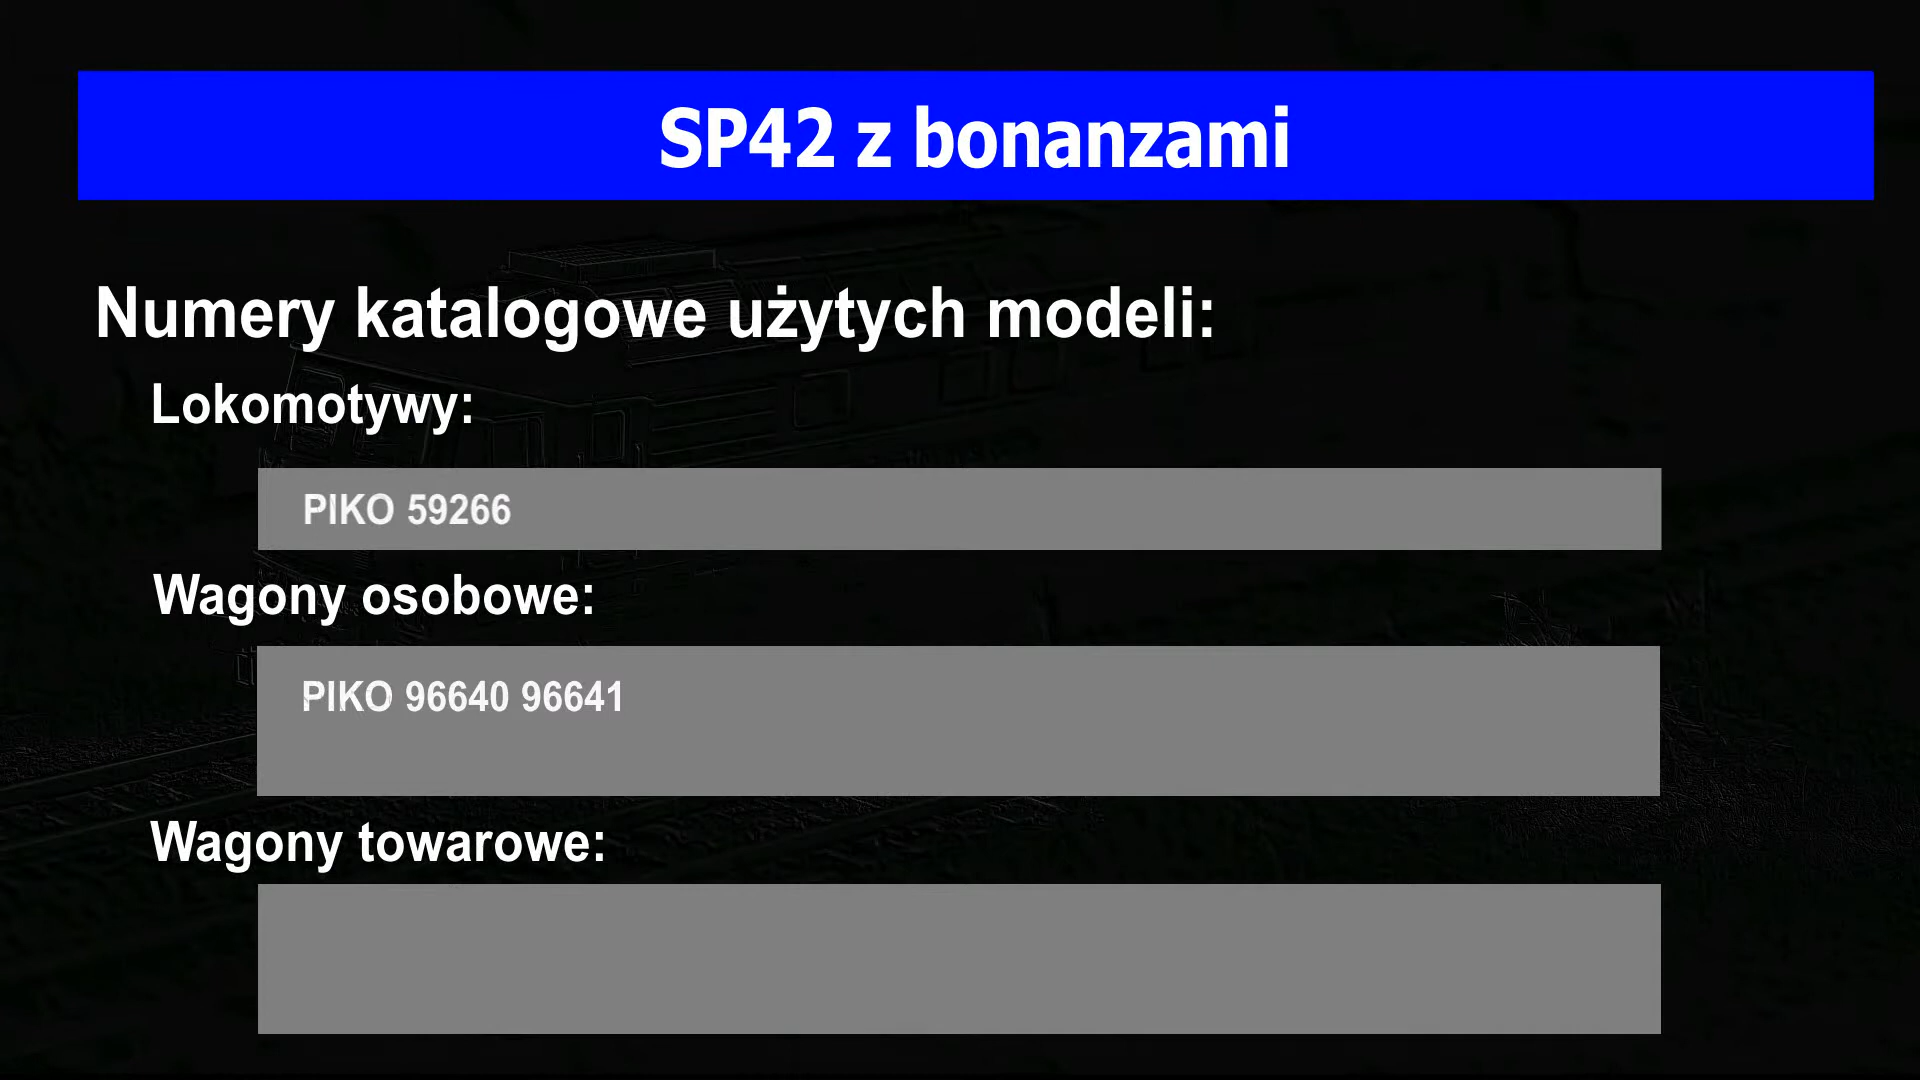 SP42 z bonanzami
Numery katalogowe użytych modeli:
Lokomotywy:
PIKO 59266
Wagony osobowe:
PIKO 96640 96641
Wagony towarowe: